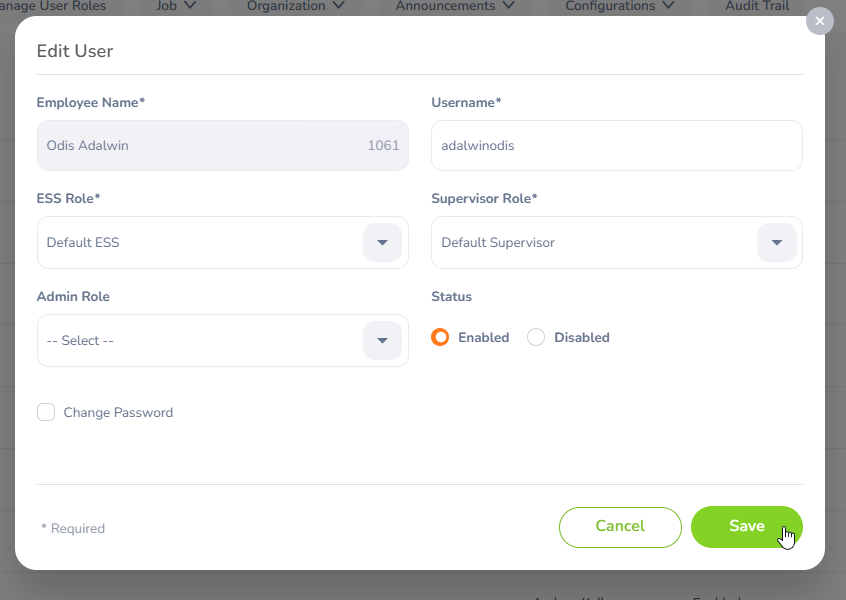 anage User Roles Job Organization Announcements Configurations Audit Trail
Edit User
Employee Name* Username*
Odis Adalwin 1061 adalwinodis
ESS Role* Supervisor Role*
Default ESS Default Supervisor
Admin Role Status
-- Select -- Enabled Disabled
Change Password
* Required Cancel Save